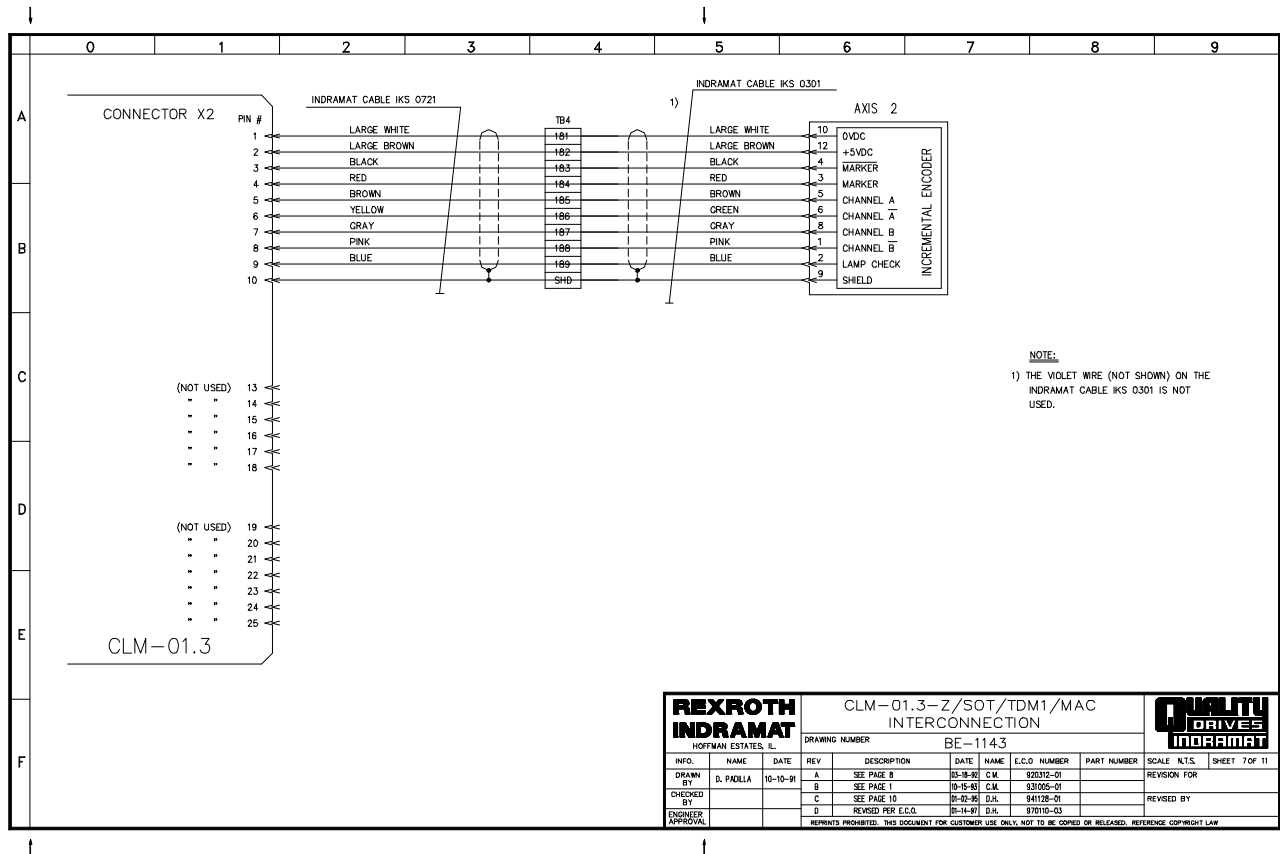 0 1 2 3 4 5 6 7 8 9
A
B
C
D
E
F
CONNECTOR X2
PIN #
INDRAMAT CABLE IKS 0721
TB4
1)
INDRAMAT CABLE IKS 0301
AXIS 2
1 LARGE WHITE 181 LARGE WHITE 10 0VDC
2 LARGE BROWN 182 LARGE BROWN 12 +5VDC
3 BLACK 183 BLACK 4 MARKER
4 RED 184 RED 3 MARKER
5 BROWN 185 BROWN 5 CHANNEL A
6 YELLOW 186 GREEN 6 CHANNEL A
7 GRAY 187 GRAY 8 CHANNEL B
8 PINK 188 PINK 1 CHANNEL B
9 BLUE 189 BLUE 2 LAMP CHECK
10 SHD 9 SHIELD
INCREMENTAL ENCODER
(NOT USED) 13
" " 14
" " 15
" " 16
" " 17
" " 18
(NOT USED) 19
" " 20
" " 21
" " 22
" " 23
" " 24
" " 25
CLM-01.3
NOTE:
1) THE VIOLET WIRE (NOT SHOWN) ON THE
INDRAMAT CABLE IKS 0301 IS NOT
USED.
REXROTH
INDRAMAT
HOFFMAN ESTATES, IL.
CLM-01.3-Z/SOT/TDM1/MAC
INTERCONNECTION
DRAWING NUMBER BE-1143
QUALITY
DRIVES
INDRAMAT
INFO. NAME DATE REV DESCRIPTION DATE NAME E.C.O NUMBER PART NUMBER SCALE N.T.S. SHEET 7 OF 11
DRAWN BY D. PADILLA 10-10-91 A SEE PAGE 8 03-18-92 C.M. 920312-01 REVISION FOR
B SEE PAGE 1 10-15-93 C.M. 931005-01
CHECKED BY C SEE PAGE 10 01-02-95 D.H. 941128-01 REVISED BY
ENGINEER APPROVAL D REVISED PER E.C.O. 01-14-97 D.H. 970110-03
REPRINTS PROHIBITED. THIS DOCUMENT FOR CUSTOMER USE ONLY, NOT TO BE COPIED OR RELEASED. REFERENCE COPYRIGHT LAW